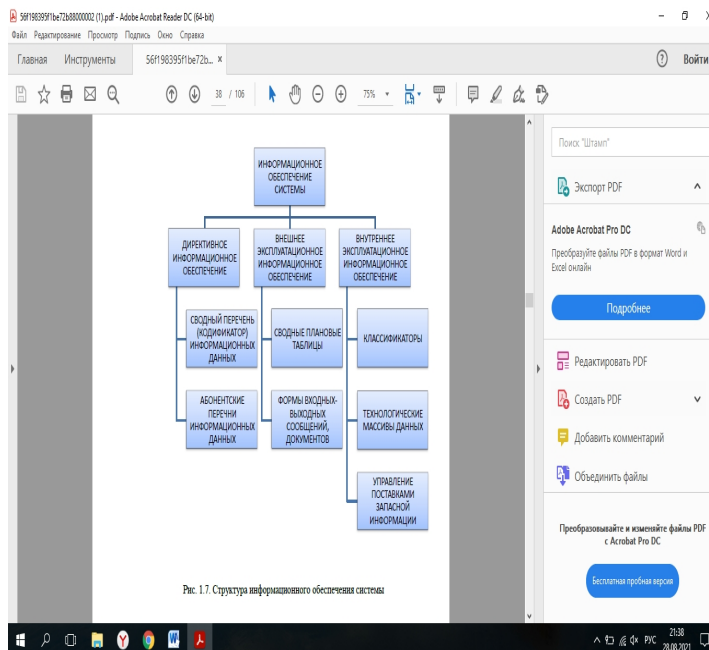 56f198395f1be72b88000002 (1).pdf - Adobe Acrobat Reader DC (64-bit)
Файл Редактирование Просмотр Подпись Окно Справка
Главная Инструменты 56f198395f1be72b... × Войти
38 / 106 75%
ИНФОРМАЦИОННОЕ
ОБЕСПЕЧЕНИЕ
СИСТЕМЫ
ДИРЕКТИВНОЕ
ИНФОРМАЦИОННОЕ
ОБЕСПЕЧЕНИЕ
ВНЕШНЕЕ
ЭКСПЛУАТАЦИОННОЕ
ИНФОРМАЦИОННОЕ
ОБЕСПЕЧЕНИЕ
ВНУТРЕННЕЕ
ЭКСПЛУАТАЦИОННОЕ
ИНФОРМАЦИОННОЕ
ОБЕСПЕЧЕНИЕ
СВОДНЫЙ ПЕРЕЧЕНЬ
(КОДИФИКАТОР)
ИНФОРМАЦИОННЫХ
ДАННЫХ
СВОДНЫЕ ПЛАНОВЫЕ
ТАБЛИЦЫ
КЛАССИФИКАТОРЫ
АБОНЕНТСКИЕ
ПЕРЕЧНИ
ИНФОРМАЦИОННЫХ
ДАННЫХ
ФОРМЫ ВХОДНЫХ-
ВЫХОДНЫХ
СООБЩЕНИЙ,
ДОКУМЕНТОВ
ТЕХНОЛОГИЧЕСКИЕ
МАССИВЫ ДАННЫХ
УПРАВЛЕНИЕ
ПОСТАВКАМИ
ЗАПАСНОЙ
ИНФОРМАЦИИ
Рис. 1.7. Структура информационного обеспечения системы
Поиск "Штамп"
Экспорт PDF
Adobe Acrobat Pro DC
Преобразуйте файлы PDF в формат Word и
Excel онлайн
Подробнее
Редактировать PDF
Создать PDF
Добавить комментарий
Объединить файлы
Преобразовывайте и изменяйте файлы PDF
с Acrobat Pro DC
Бесплатная пробная версия
РУС 21:38
28.08.2021